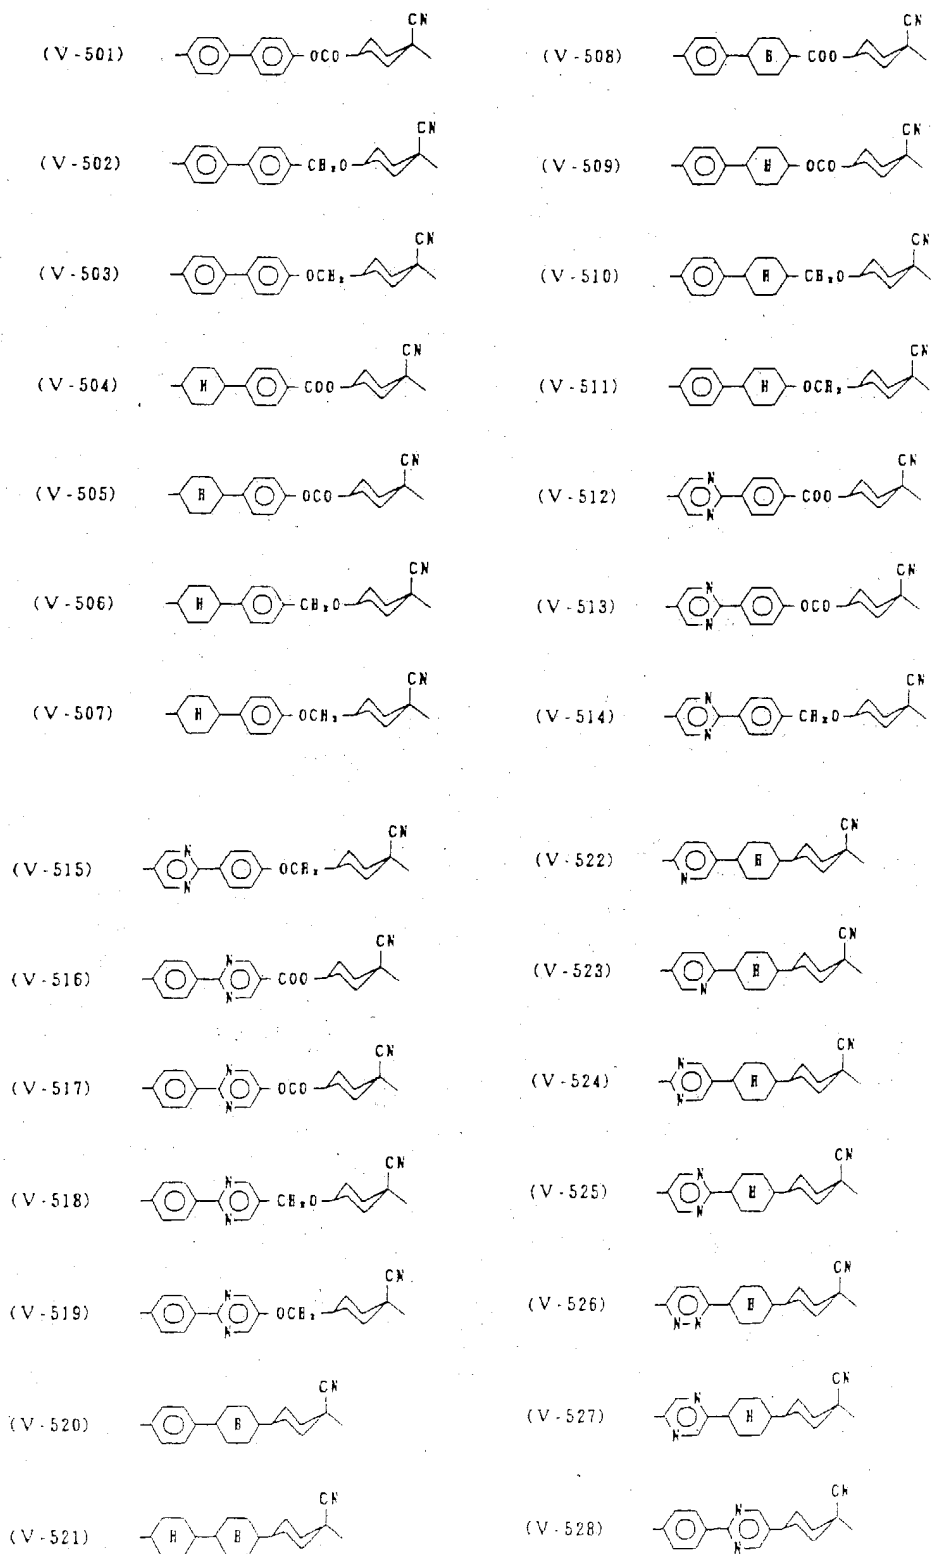 CN
(V-501) OCO
CN
(V-502) CH₂O
CN
(V-503) OCH₂
CN
(V-504) H COO
CN
(V-505) H OCO
CN
(V-506) H CH₂O
CN
(V-507) H OCH₂
CN
(V-508) H COO
CN
(V-509) H OCO
CN
(V-510) H CH₂O
CN
(V-511) H OCH₂
CN
(V-512) N N COO
CN
(V-513) N N OCO
CN
(V-514) N N CH₂O
CN
(V-515) N N OCH₂
CN
(V-516) N N COO
CN
(V-517) N N OCO
CN
(V-518) N N CH₂O
CN
(V-519) N N OCH₂
CN
(V-520) H
CN
(V-521) H H
CN
(V-522) N H
CN
(V-523) N H
CN
(V-524) N N H
CN
(V-525) N N H
CN
(V-526) N-N H
CN
(V-527) N N H
CN
(V-528) N N